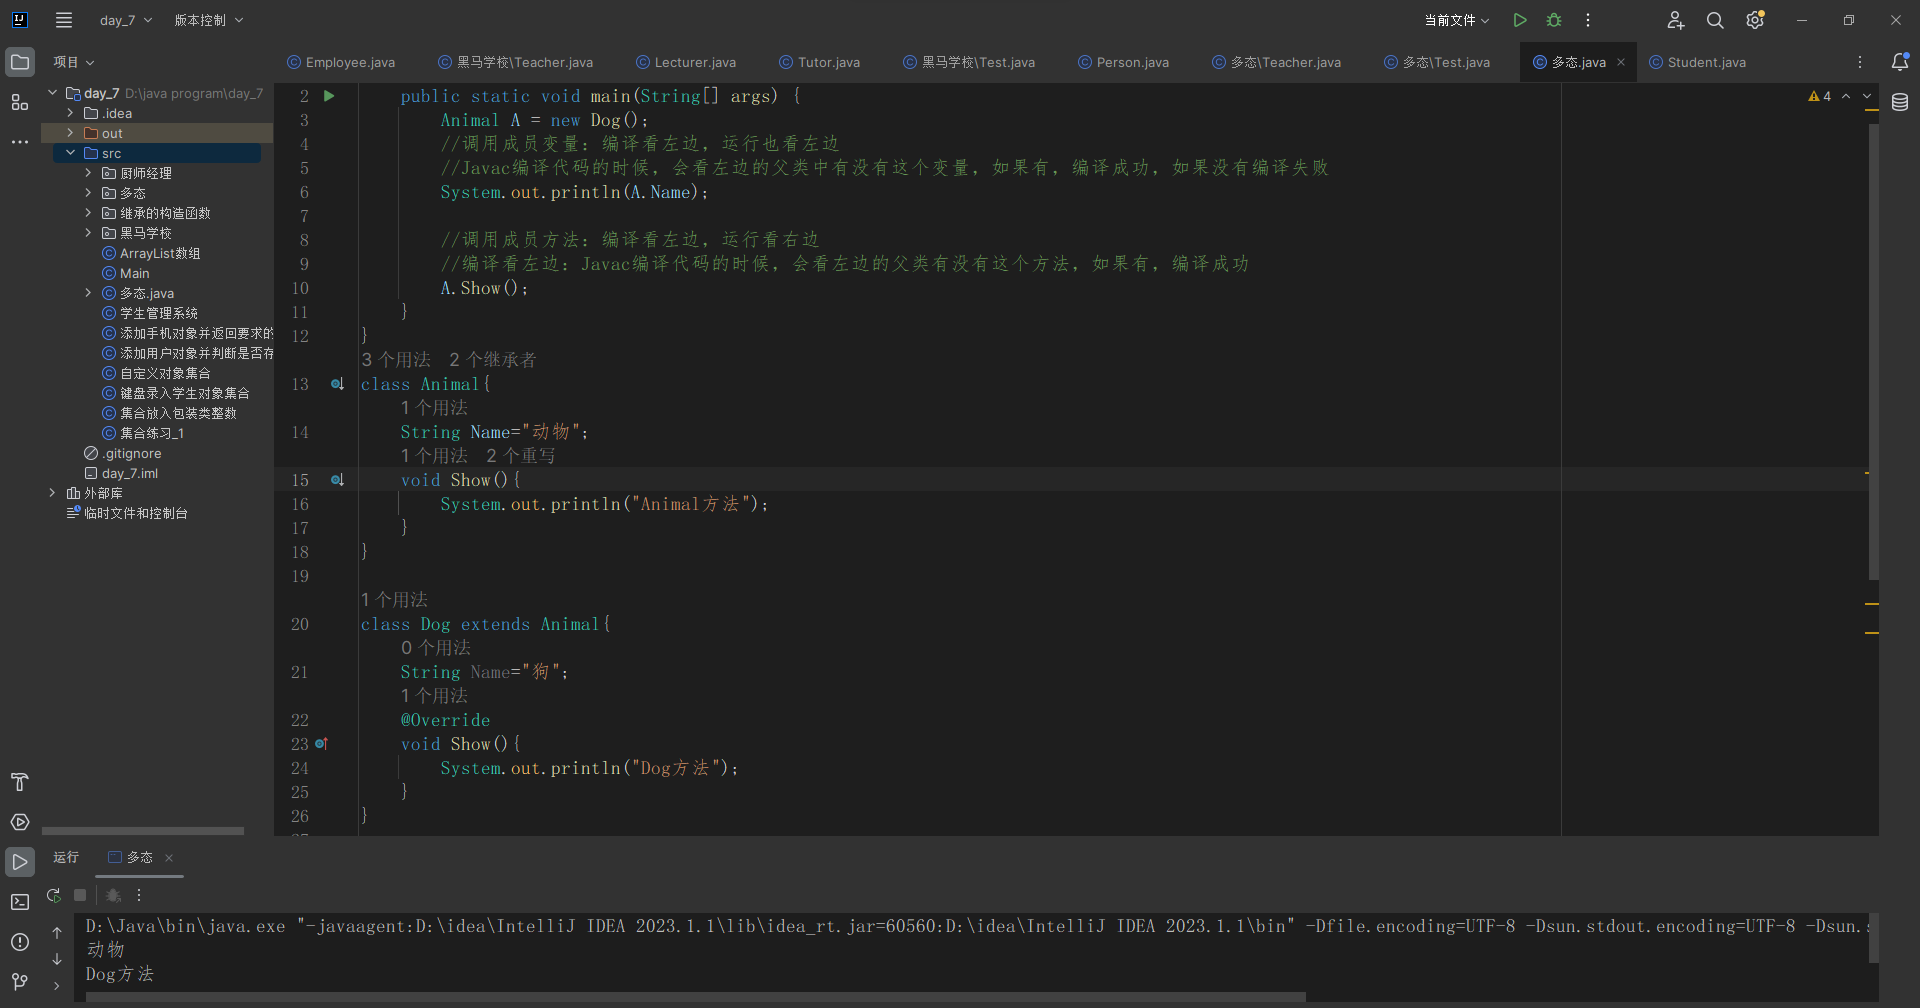 day_7 版本控制 当前文件
项目
Employee.java 黑马学校\Teacher.java Lecturer.java Tutor.java 黑马学校\Test.java Person.java 多态\Teacher.java 多态\Test.java 多态.java Student.java
day_7 D:\java program\day_7
.idea
out
src
厨师经理
多态
继承的构造函数
黑马学校
ArrayList数组
Main
多态.java
学生管理系统
添加手机对象并返回要求的
添加用户对象并判断是否存
自定义对象集合
键盘录入学生对象集合
集合放入包装类整数
集合练习_1
.gitignore
day_7.iml
外部库
临时文件和控制台
4
2 public static void main(String[] args) {
3 Animal A = new Dog();
4 //调用成员变量：编译看左边，运行也看左边
5 //Javac编译代码的时候，会看左边的父类中有没有这个变量，如果有，编译成功，如果没有编译失败
6 System.out.println(A.Name);
7
8 //调用成员方法：编译看左边，运行看右边
9 //编译看左边：Javac编译代码的时候，会看左边的父类有没有这个方法，如果有，编译成功
10 A.Show();
11 }
12 }
3 个用法 2 个继承者
13 class Animal{
1 个用法
14 String Name="动物";
1 个用法 2 个重写
15 void Show(){
16 System.out.println("Animal方法");
17 }
18 }
19
1 个用法
20 class Dog extends Animal{
0 个用法
21 String Name="狗";
1 个用法
22 @Override
23 void Show(){
24 System.out.println("Dog方法");
25 }
26 }
运行 多态
D:\Java\bin\java.exe "-javaagent:D:\idea\IntelliJ IDEA 2023.1.1\lib\idea_rt.jar=60560:D:\idea\IntelliJ IDEA 2023.1.1\bin" -Dfile.encoding=UTF-8 -Dsun.stdout.encoding=UTF-8 -Dsun.s
动物
Dog方法